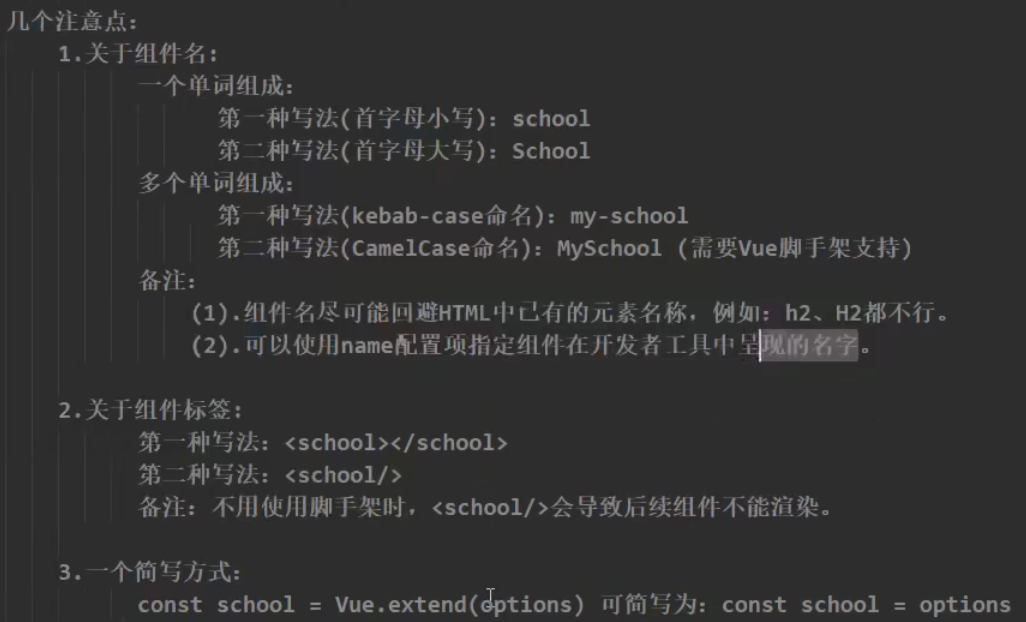 几个注意点:
1.关于组件名:
一个单词组成:
第一种写法(首字母小写): school
第二种写法(首字母大写): School
多个单词组成:
第一种写法(kebab-case命名): my-school
第二种写法(CamelCase命名): MySchool (需要Vue脚手架支持)
备注:
(1).组件名尽可能回避HTML中已有的元素名称，例如: h2、H2都不行。
(2).可以使用name配置项指定组件在开发者工具中呈现的名字。
2.关于组件标签:
第一种写法: <school></school>
第二种写法: <school/>
备注: 不用使用脚手架时，<school/>会导致后续组件不能渲染。
3.一个简写方式:
const school = Vue.extend(options) 可简写为: const school = options